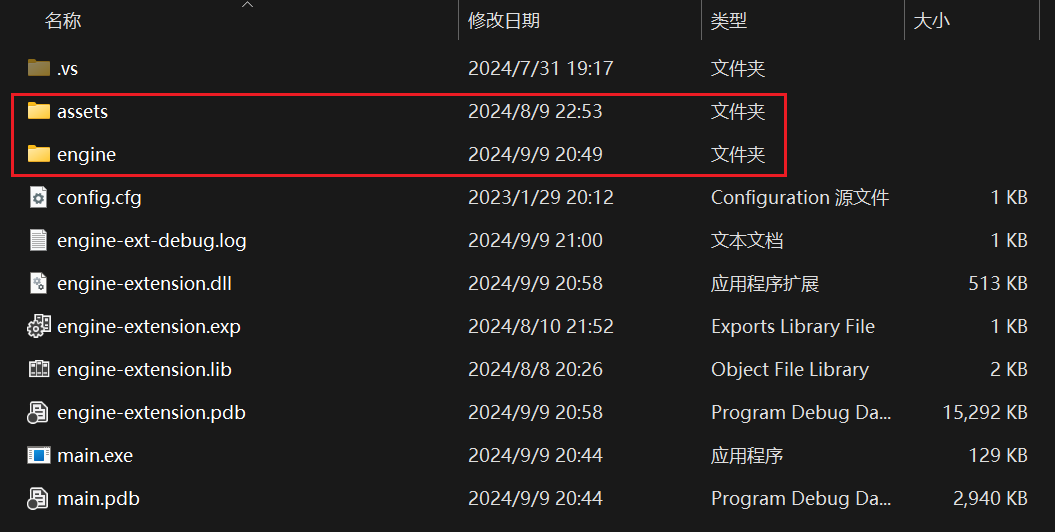 名称 修改日期 类型 大小
.vs 2024/7/31 19:17 文件夹
assets 2024/8/9 22:53 文件夹
engine 2024/9/9 20:49 文件夹
config.cfg 2023/1/29 20:12 Configuration 源文件 1 KB
engine-ext-debug.log 2024/9/9 21:00 文本文档 1 KB
engine-extension.dll 2024/9/9 20:58 应用程序扩展 513 KB
engine-extension.exp 2024/8/10 21:52 Exports Library File 1 KB
engine-extension.lib 2024/8/8 20:26 Object File Library 2 KB
engine-extension.pdb 2024/9/9 20:58 Program Debug Da... 15,292 KB
main.exe 2024/9/9 20:44 应用程序 129 KB
main.pdb 2024/9/9 20:44 Program Debug Da... 2,940 KB